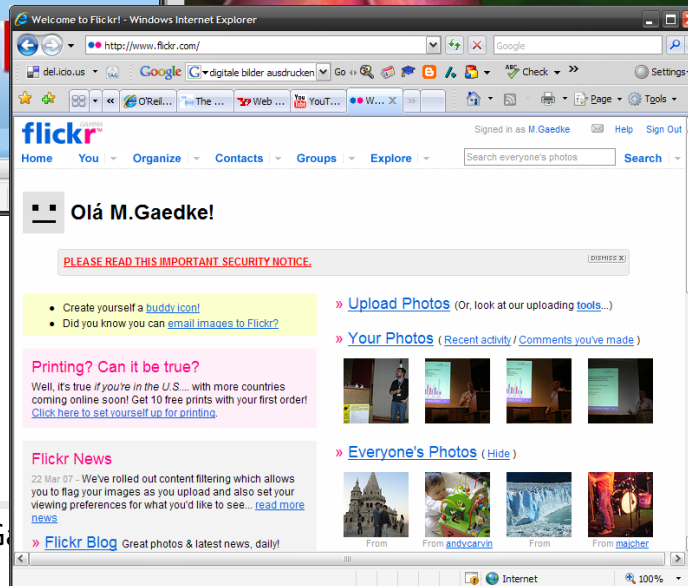 Welcome to Flickr! - Windows Internet Explorer
http://www.flickr.com/
Google
del.icio.us
TAG
Google
G
digitale bilder ausdrucken
Go
ABC
Check
Settings
O'Reil...
The ...
Web ...
YouT...
W...
Page
Tools
flickr
GAMMA
TM
Signed in as M.Gaedke
Help
Sign Out
Home
You
Organize
Contacts
Groups
Explore
Search everyone's photos
Search
Olá M.Gaedke!
PLEASE READ THIS IMPORTANT SECURITY NOTICE.
DISMISS X
Create yourself a buddy icon!
Did you know you can email images to Flickr?
Printing? Can it be true?
Well, it's true if you're in the U.S.... with more countries
coming online soon! Get 10 free prints with your first order!
Click here to set yourself up for printing.
Flickr News
22 Mar 07 - We've rolled out content filtering which allows
you to flag your images as you upload and also set your
viewing preferences for what you'd like to see... read more
news
» Flickr Blog Great photos & latest news, daily!
» Upload Photos (Or, look at our uploading tools...)
» Your Photos ( Recent activity / Comments you've made )
» Everyone's Photos ( Hide )
From
From andycarvin
From
From majcher
Internet
100%